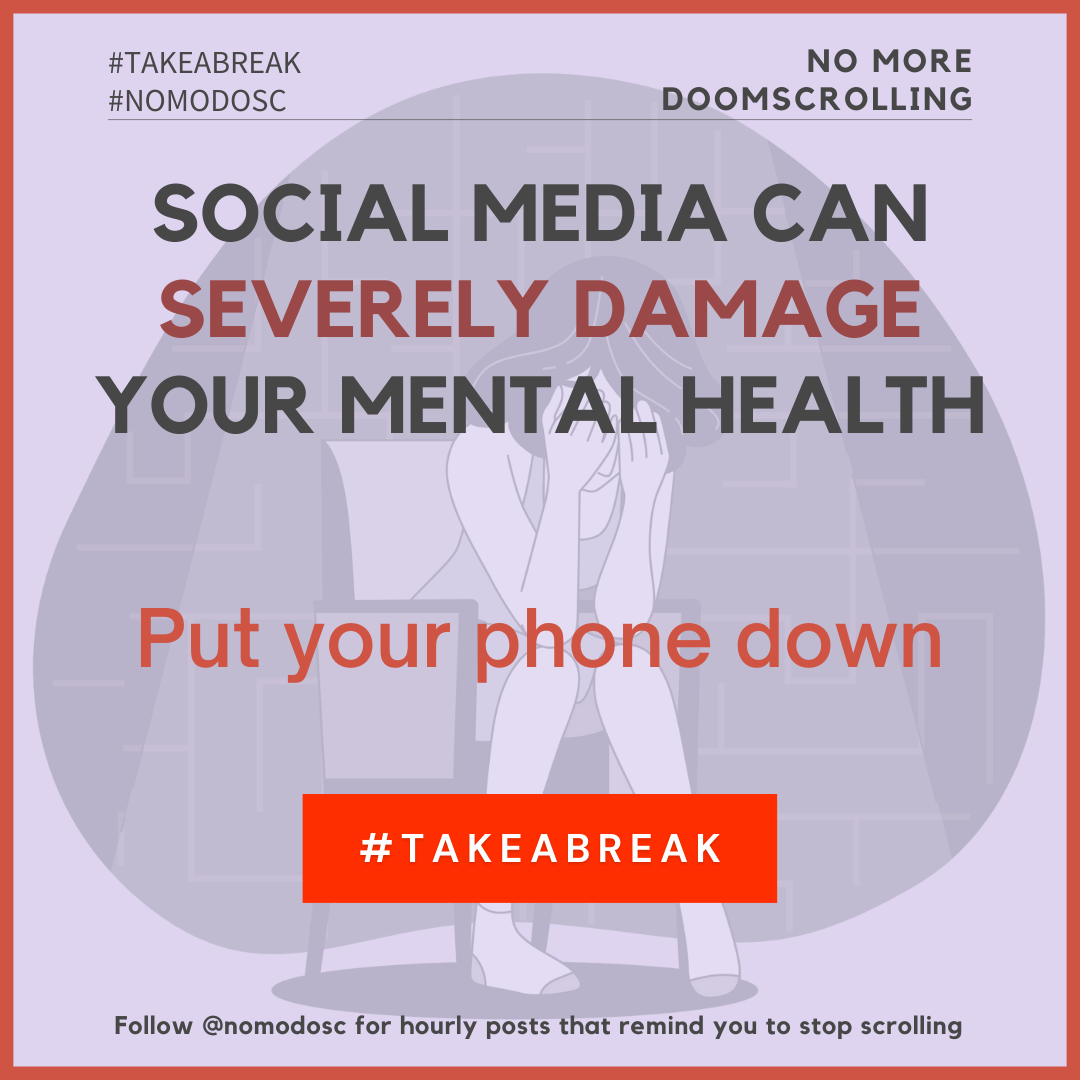 #TAKEABREAK
#NOMODOSC
NO MORE
DOOMSCROLLING
SOCIAL MEDIA CAN
SEVERELY DAMAGE
YOUR MENTAL HEALTH
Put your phone down
#TAKEABREAK
Follow @nomodosc for hourly posts that remind you to stop scrolling